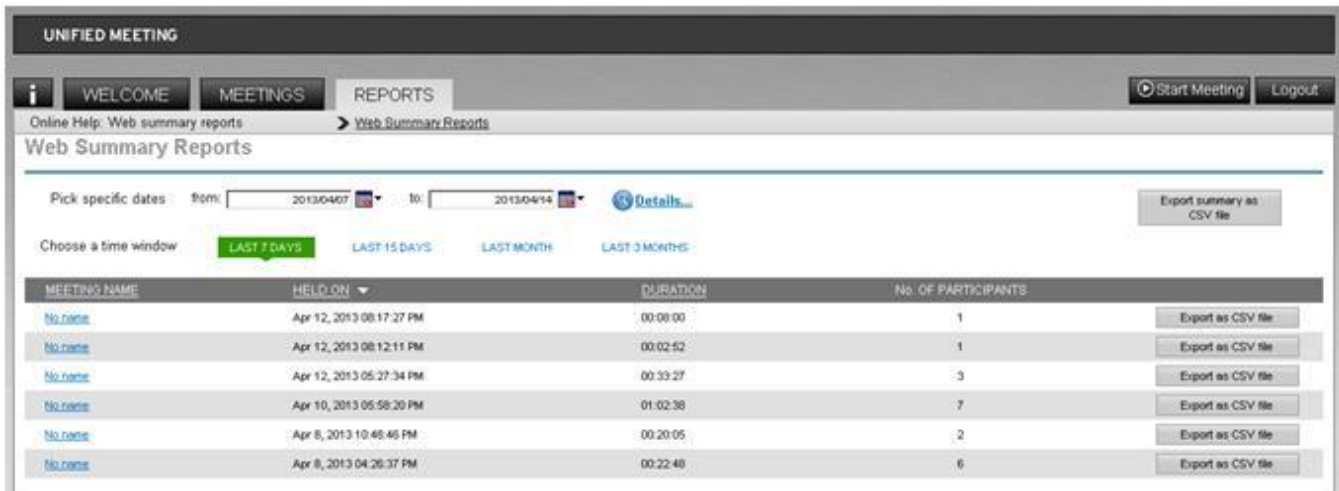 UNIFIED MEETING
i WELCOME MEETINGS REPORTS Start Meeting Logout
Online Help: Web summary reports Web Summary Reports
Web Summary Reports
Pick specific dates from: 2013/04/07 to: 2013/04/14 Details... Export summary as CSV file
Choose a time window LAST 7 DAYS LAST 15 DAYS LAST MONTH LAST 3 MONTHS
MEETING NAME HELD ON DURATION No. OF PARTICIPANTS
No name Apr 12, 2013 08:17:27 PM 00:08:00 1 Export as CSV file
No name Apr 12, 2013 08:12:11 PM 00:02:52 1 Export as CSV file
No name Apr 12, 2013 05:27:34 PM 00:33:27 3 Export as CSV file
No name Apr 10, 2013 05:58:20 PM 01:02:38 7 Export as CSV file
No name Apr 8, 2013 10:46:46 PM 00:20:05 2 Export as CSV file
No name Apr 8, 2013 04:26:37 PM 00:22:48 6 Export as CSV file